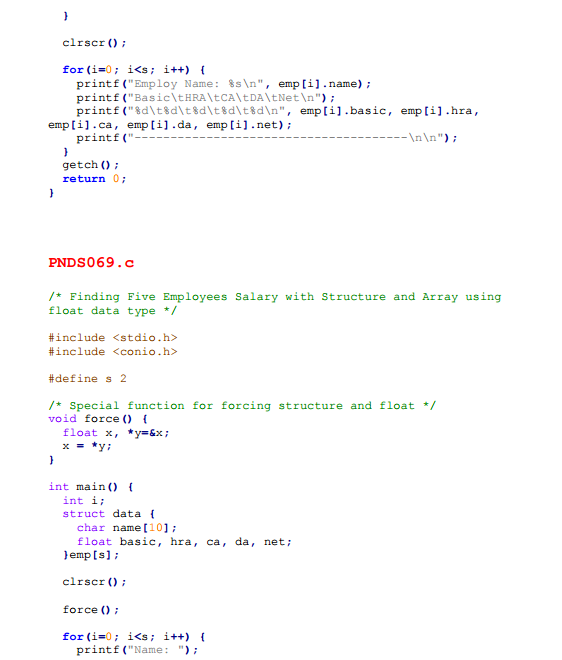 }
clrscr();
for(i=0; i<s; i++) {
printf("Employ Name: %s\n", emp[i].name);
printf("Basic\tHRA\tCA\tDA\tNet\n");
printf("%d\t%d\t%d\t%d\t%d\n", emp[i].basic, emp[i].hra,
emp[i].ca, emp[i].da, emp[i].net);
printf("--------------------------------------\n\n");
}
getch();
return 0;
}
PNDS069.c
/* Finding Five Employees Salary with Structure and Array using
float data type */
#include <stdio.h>
#include <conio.h>
#define s 2
/* Special function for forcing structure and float */
void force() {
float x, *y=&x;
x = *y;
}
int main() {
int i;
struct data {
char name[10];
float basic, hra, ca, da, net;
}emp[s];
clrscr();
force();
for(i=0; i<s; i++) {
printf("Name: ");